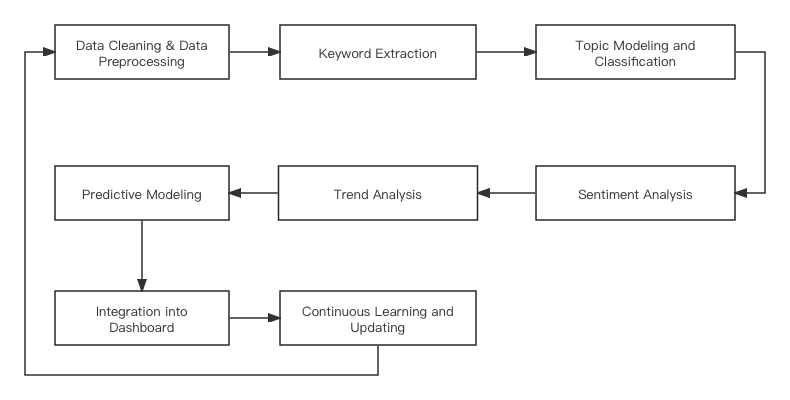 Data Cleaning & Data
Preprocessing
Keyword Extraction
Topic Modeling and
Classification
Predictive Modeling
Trend Analysis
Sentiment Analysis
Integration into
Dashboard
Continuous Learning and
Updating